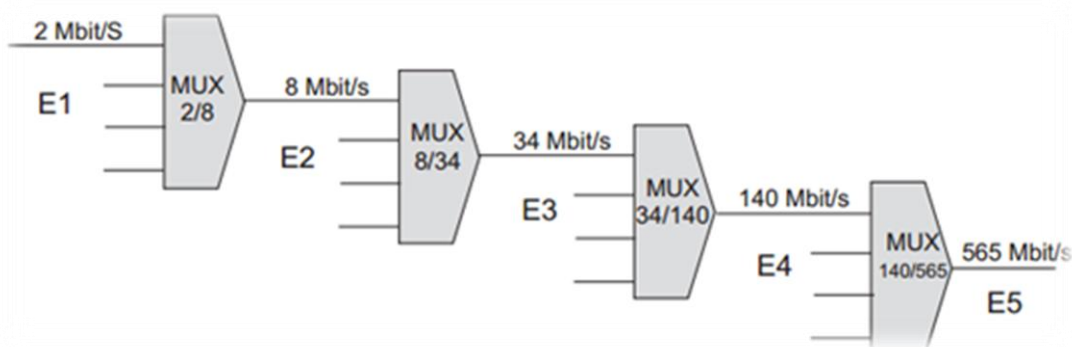 2 Mbit/S
MUX
2/8
E1
8 Mbit/s
MUX
8/34
E2
34 Mbit/s
MUX
34/140
E3
140 Mbit/s
MUX
140/565
E4
565 Mbit/s
E5